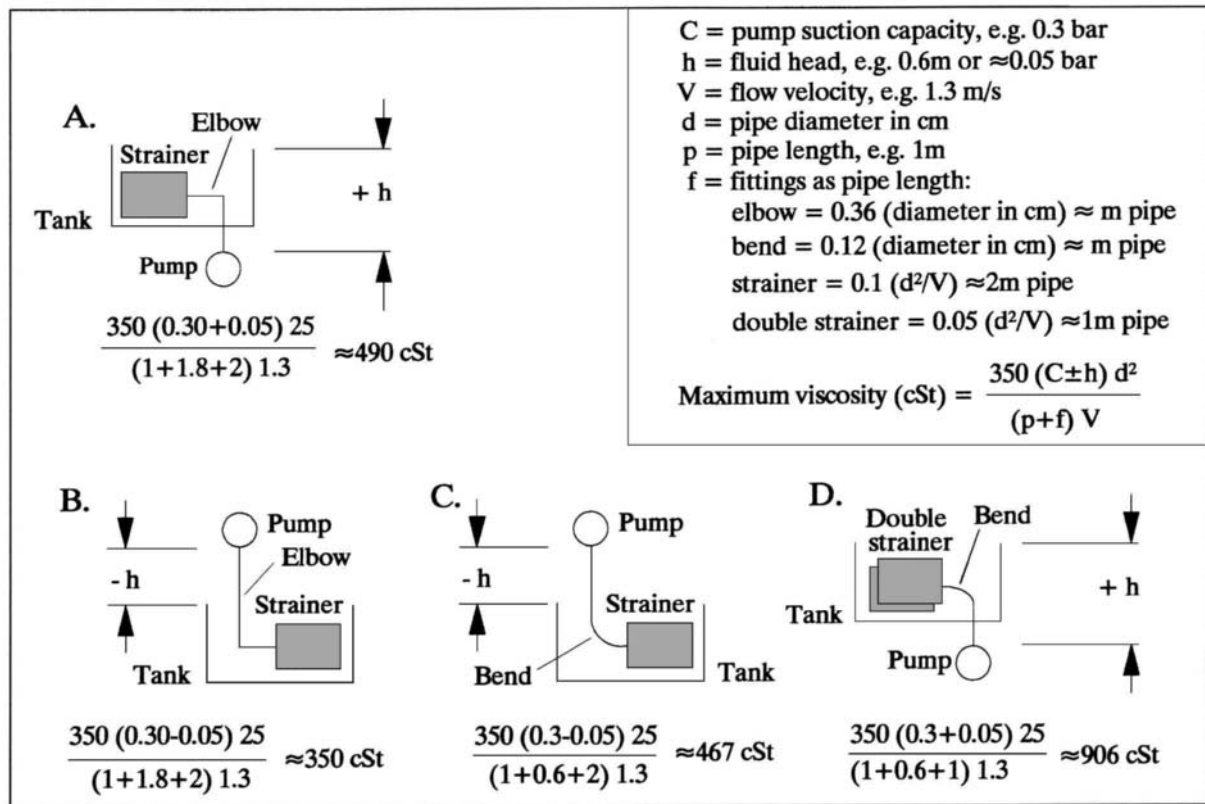 C = pump suction capacity, e.g. 0.3 bar
h = fluid head, e.g. 0.6m or ≈0.05 bar
V = flow velocity, e.g. 1.3 m/s
d = pipe diameter in cm
p = pipe length, e.g. 1m
f = fittings as pipe length:
elbow = 0.36 (diameter in cm) ≈ m pipe
bend = 0.12 (diameter in cm) ≈ m pipe
strainer = 0.1 (d²/V) ≈2m pipe
double strainer = 0.05 (d²/V) ≈1m pipe
Maximum viscosity (cSt) = 350 (C±h) d² / (p+f) V
A.
Elbow
Strainer
+ h
Tank
Pump
350 (0.30+0.05) 25 / (1+1.8+2) 1.3 ≈490 cSt
B.
Pump
Elbow
- h
Strainer
Tank
350 (0.30-0.05) 25 / (1+1.8+2) 1.3 ≈350 cSt
C.
Pump
- h
Strainer
Bend
Tank
350 (0.3-0.05) 25 / (1+0.6+2) 1.3 ≈467 cSt
D.
Double
strainer
Bend
+ h
Tank
Pump
350 (0.3+0.05) 25 / (1+0.6+1) 1.3 ≈906 cSt